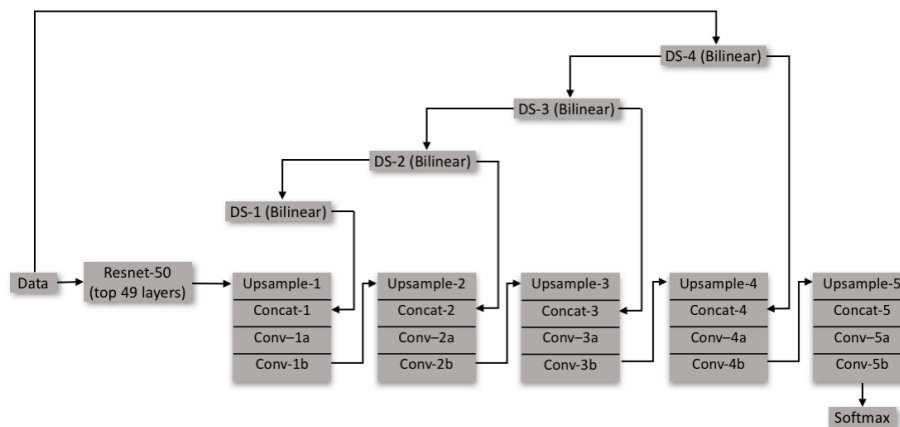 DS-4 (Bilinear)
DS-3 (Bilinear)
DS-2 (Bilinear)
DS-1 (Bilinear)
Data
Resnet-50
(top 49 layers)
Upsample-1
Concat-1
Conv–1a
Conv-1b
Upsample-2
Concat-2
Conv–2a
Conv-2b
Upsample-3
Concat-3
Conv–3a
Conv-3b
Upsample-4
Concat-4
Conv–4a
Conv-4b
Upsample-5
Concat-5
Conv–5a
Conv-5b
Softmax